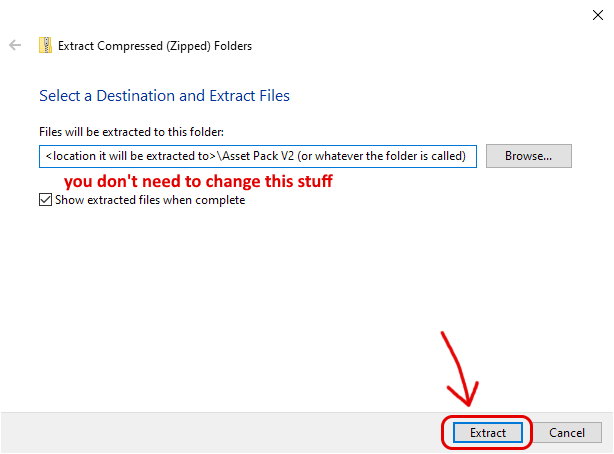 Extract Compressed (Zipped) Folders
Select a Destination and Extract Files
Files will be extracted to this folder:
<location it will be extracted to>\Asset Pack V2 (or whatever the folder is called)
Browse...
you don't need to change this stuff
Show extracted files when complete
Extract
Cancel